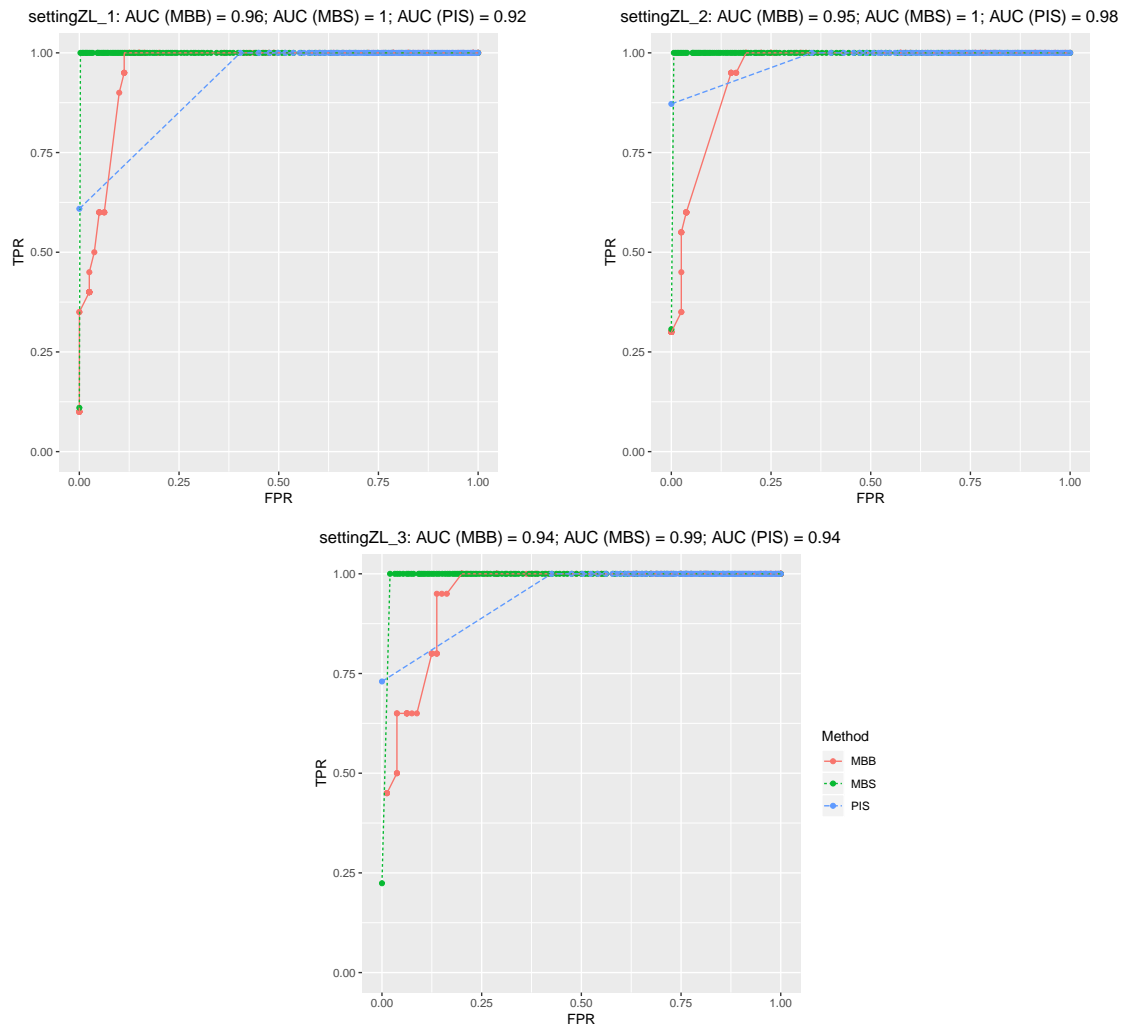 settingZL_1: AUC (MBB) = 0.96; AUC (MBS) = 1; AUC (PIS) = 0.92
1.00
0.75
0.50
0.25
0.00
TPR
0.00 0.25 0.50 0.75 1.00
FPR
settingZL_2: AUC (MBB) = 0.95; AUC (MBS) = 1; AUC (PIS) = 0.98
1.00
0.75
0.50
0.25
0.00
TPR
0.00 0.25 0.50 0.75 1.00
FPR
settingZL_3: AUC (MBB) = 0.94; AUC (MBS) = 0.99; AUC (PIS) = 0.94
1.00
0.75
0.50
0.25
0.00
TPR
0.00 0.25 0.50 0.75 1.00
FPR
Method
MBB
MBS
PIS